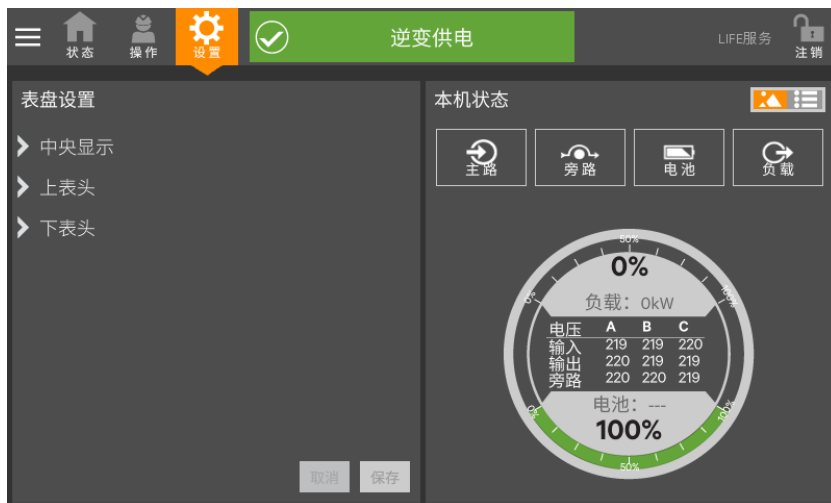 状态
操作
设置
逆变供电
LIFE服务
注销
表盘设置
中央显示
上表头
下表头
取消
保存
本机状态
主路
旁路
电池
负载
50%
0%
100%
0%
负载： 0kW
电压 A B C
输入 219 219 220
输出 220 219 219
旁路 220 220 219
电池： ---
100%
0%
100%
50%